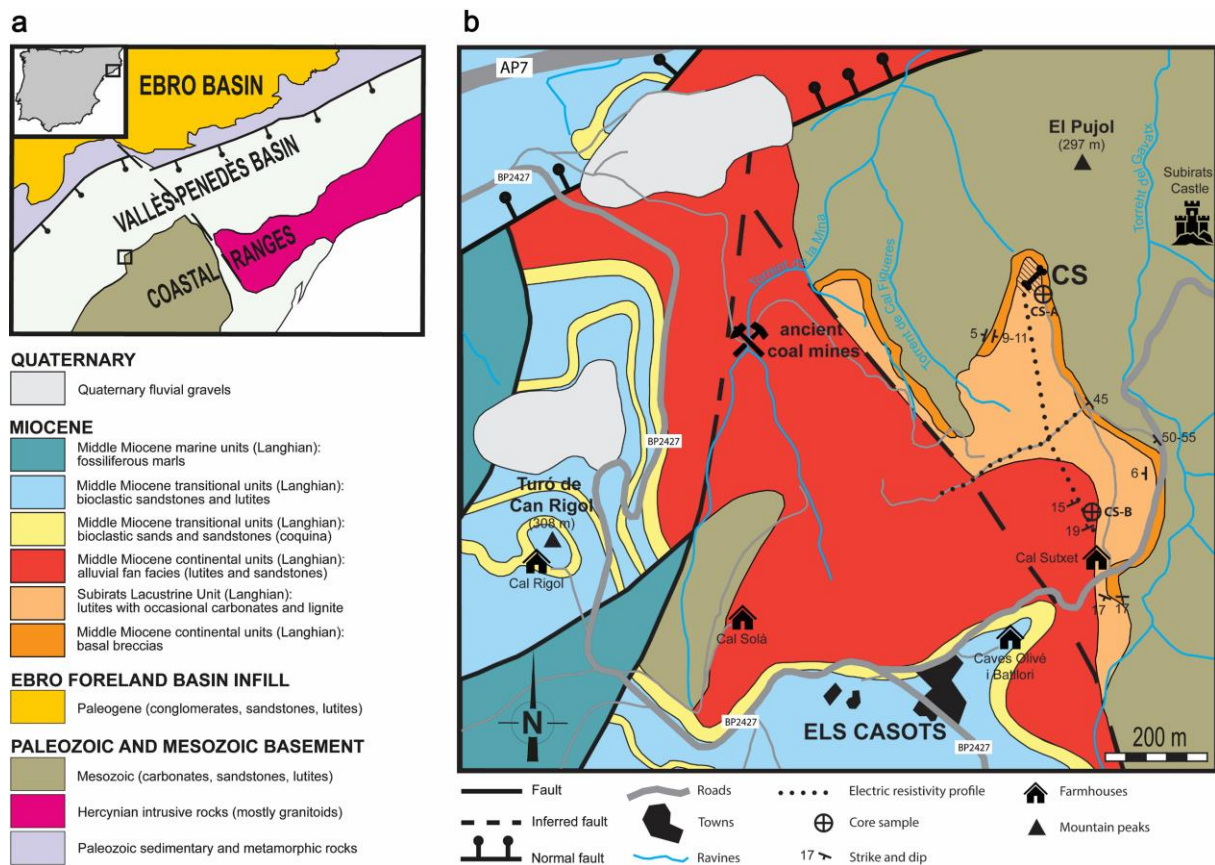 a
EBRO BASIN
VALLÈS-PENEDÈS BASIN
COASTAL
RANGES
QUATERNARY
Quaternary fluvial gravels
MIOCENE
Middle Miocene marine units (Langhian):
fossiliferous marls
Middle Miocene transitional units (Langhian):
bioclastic sandstones and lutites
Middle Miocene transitional units (Langhian):
bioclastic sands and sandstones (coquina)
Middle Miocene continental units (Langhian):
alluvial fan facies (lutites and sandstones)
Subirats Lacustrine Unit (Langhian):
lutites with occasional carbonates and lignite
Middle Miocene continental units (Langhian):
basal breccias
EBRO FORELAND BASIN INFILL
Paleogene (conglomerates, sandstones, lutites)
PALEOZOIC AND MESOZOIC BASEMENT
Mesozoic (carbonates, sandstones, lutites)
Hercynian intrusive rocks (mostly granitoids)
Paleozoic sedimentary and metamorphic rocks
b
AP7
BP2427
El Pujol
(297 m)
Torrent del Gavatx
Subirats
Castle
Torrent de la Mina
Torrent de Cal Figueres
CS
CS-A
ancient
coal mines
5
9-11
45
50-55
BP2427
6
Turó de
Can Rigol
(308 m)
Cal Rigol
15
CS-B
19
Cal Sutxet
17
17
Cal Solá
Caves Olivé
i Batllori
N
BP2427
ELS CASOTS
BP2427
200 m
Fault
Inferred fault
Normal fault
Roads
Towns
Ravines
Electric resistivity profile
Core sample
17
Strike and dip
Farmhouses
Mountain peaks